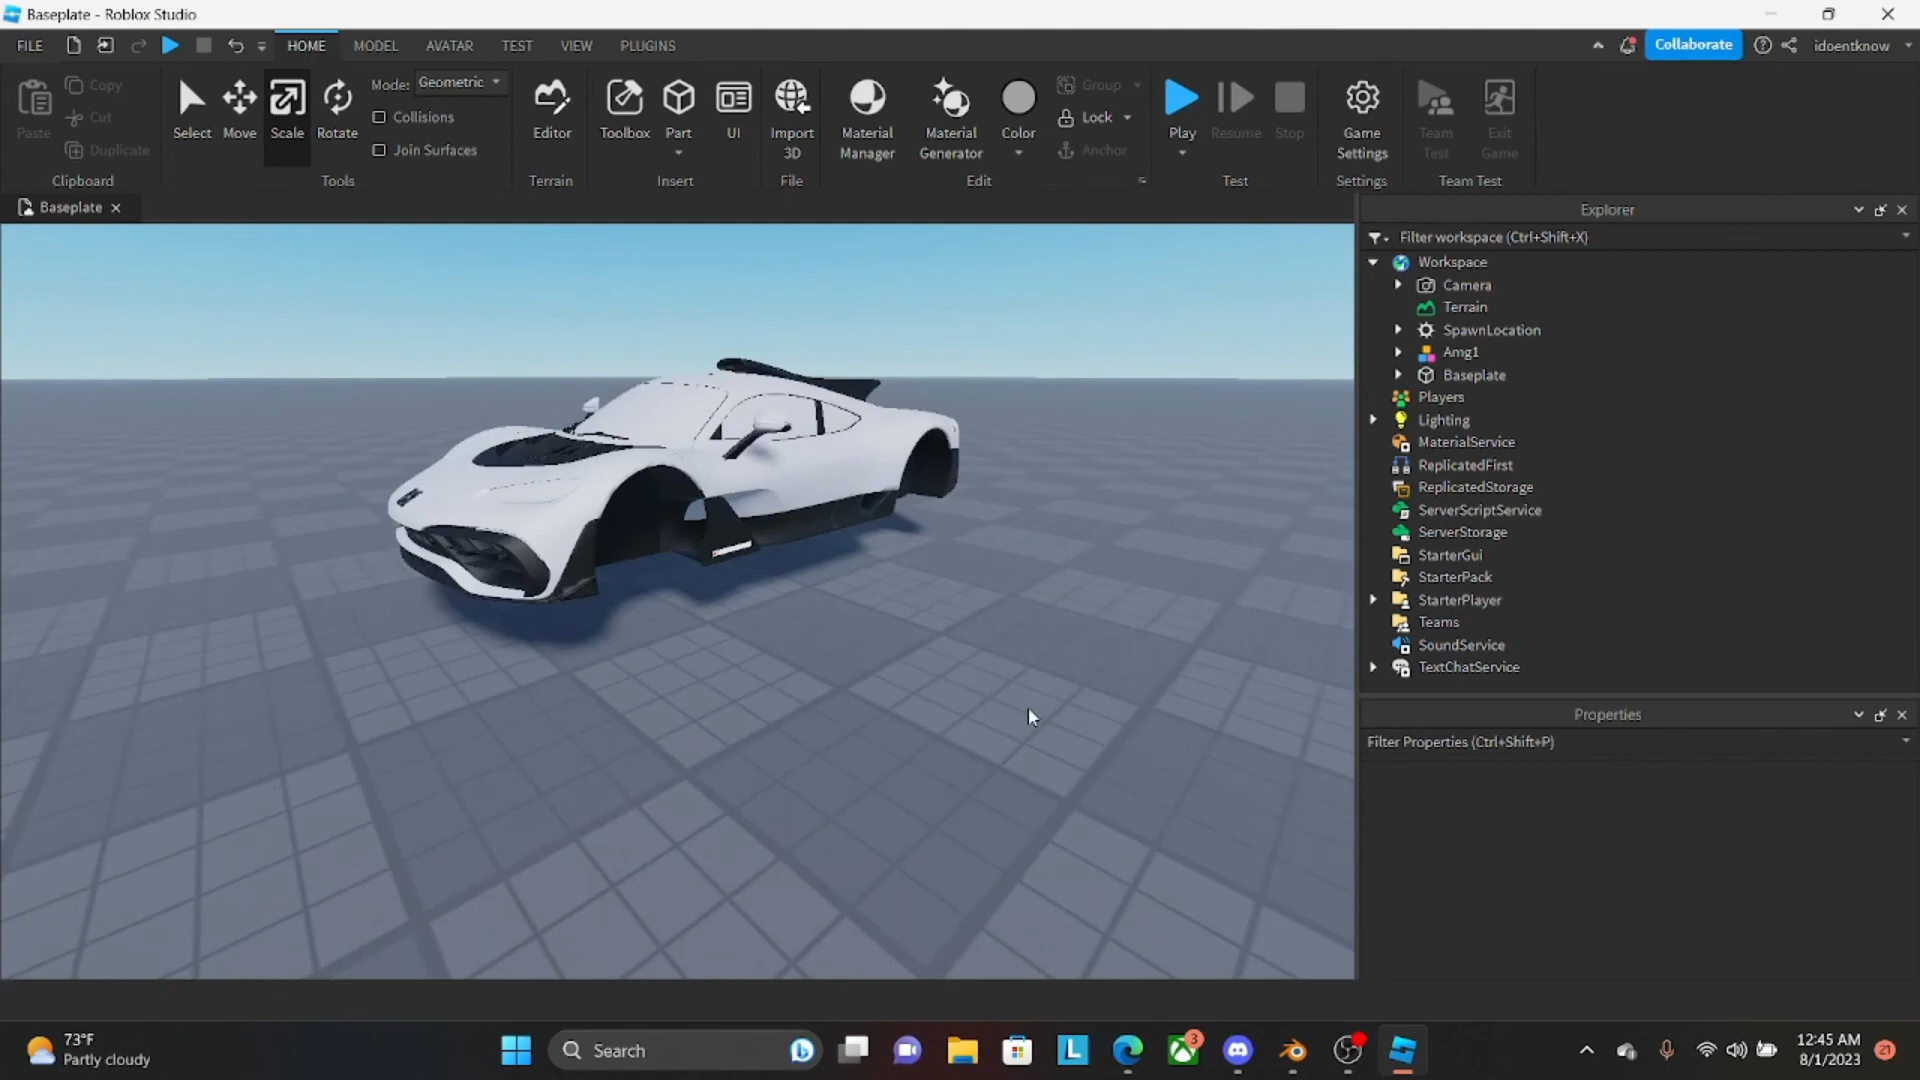 Baseplate - Roblox Studio
FILE HOME MODEL AVATAR TEST VIEW PLUGINS Collaborate idoentknow
Paste Copy Cut Duplicate
Clipboard
Select Move Scale Rotate
Mode: Geometric
Collisions
Join Surfaces
Tools
Editor
Terrain
Toolbox Part UI
Insert
Import 3D
File
Material Manager
Material Generator
Color
Group
Lock
Anchor
Edit
Play Resume Stop
Test
Game Settings
Settings
Team Test
Exit Game
Team Test
Baseplate
Explorer
Filter workspace (Ctrl+Shift+X)
Workspace
Camera
Terrain
SpawnLocation
Amg1
Baseplate
Players
Lighting
MaterialService
ReplicatedFirst
ReplicatedStorage
ServerScriptService
ServerStorage
StarterGui
StarterPack
StarterPlayer
Teams
SoundService
TextChatService
Properties
Filter Properties (Ctrl+Shift+P)
73°F
Partly cloudy
Search
L
3
12:45 AM
8/1/2023
21